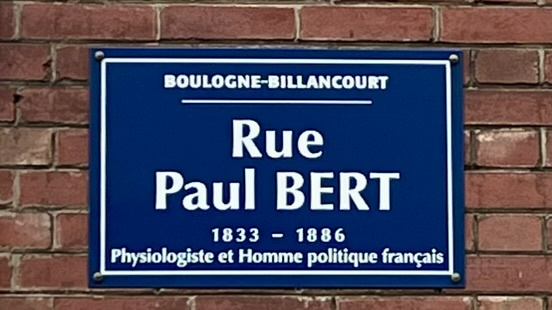 BOULOGNE-BILLANCOURT
Rue
Paul BERT
1833 – 1886
Physiologiste et Homme politique français